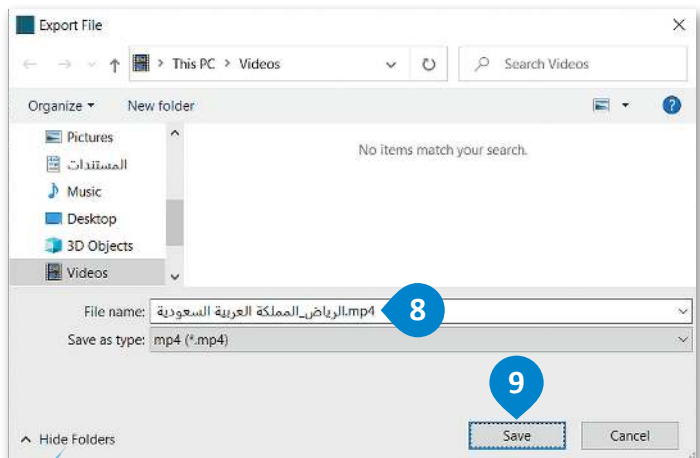 Export File
This PC > Videos
Search Videos
Organize
New folder
Pictures
No items match your search.
المستندات
Music
Desktop
3D Objects
Videos
File name: الرياض_المملكة العربية السعودية.mp4
8
Save as type: mp4 (*.mp4)
9
Hide Folders
Save
Cancel